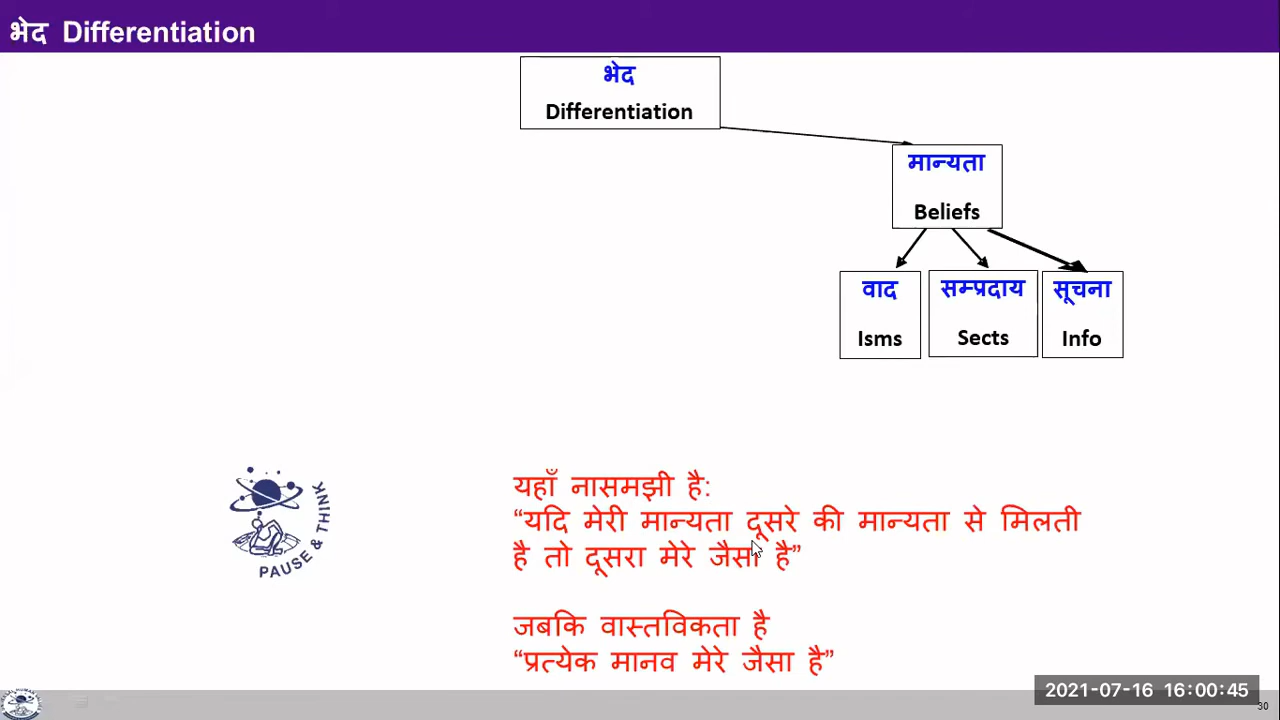 भेद Differentiation
भेद
Differentiation
मान्यता
Beliefs
वाद
Isms
सम्प्रदाय
Sects
सूचना
Info
PAUSE & THINK
यहाँ नासमझी है:
“यदि मेरी मान्यता दूसरे की मान्यता से मिलती
है तो दूसरा मेरे जैसा है”
जबकि वास्तविकता है
“प्रत्येक मानव मेरे जैसा है”
2021-07-16 16:00:45
30